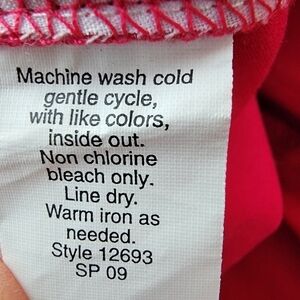 Machine wash cold
gentle cycle,
with like colors,
inside out.
Non chlorine
bleach only.
Line dry.
Warm iron as
needed.
Style 12693
SP 09